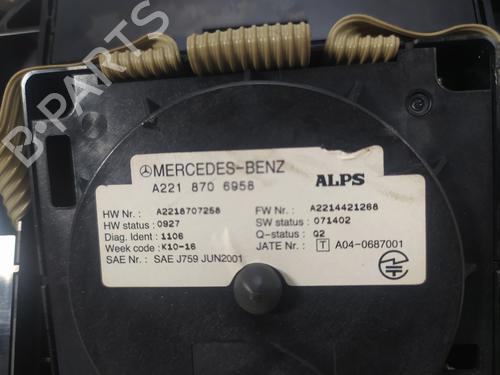 B-PARTS
MERCEDES-BENZ
A221 870 6958
ALPS
HW Nr. : A2218707258
HW status : 0927
Diag. Ident : 1106
Week code : K10-16
SAE Nr. : SAE J759 JUN2001
FW Nr. : A2214421268
SW status : 071402
Q-status : Q2
JATE Nr. : T A04-0687001